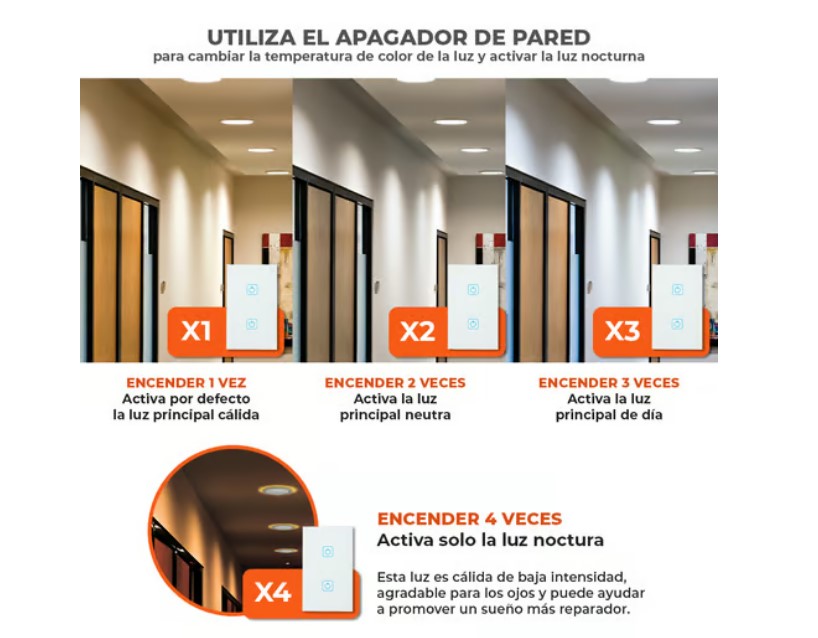 UTILIZA EL APAGADOR DE PARED
para cambiar la temperatura de color de la luz y activar la luz nocturna
X1
X2
X3
ENCENDER 1 VEZ
Activa por defecto
la luz principal cálida
ENCENDER 2 VECES
Activa la luz
principal neutra
ENCENDER 3 VECES
Activa la luz
principal de día
X4
ENCENDER 4 VECES
Activa solo la luz noctura
Esta luz es cálida de baja intensidad,
agradable para los ojos y puede ayudar
a promover un sueño más reparador.